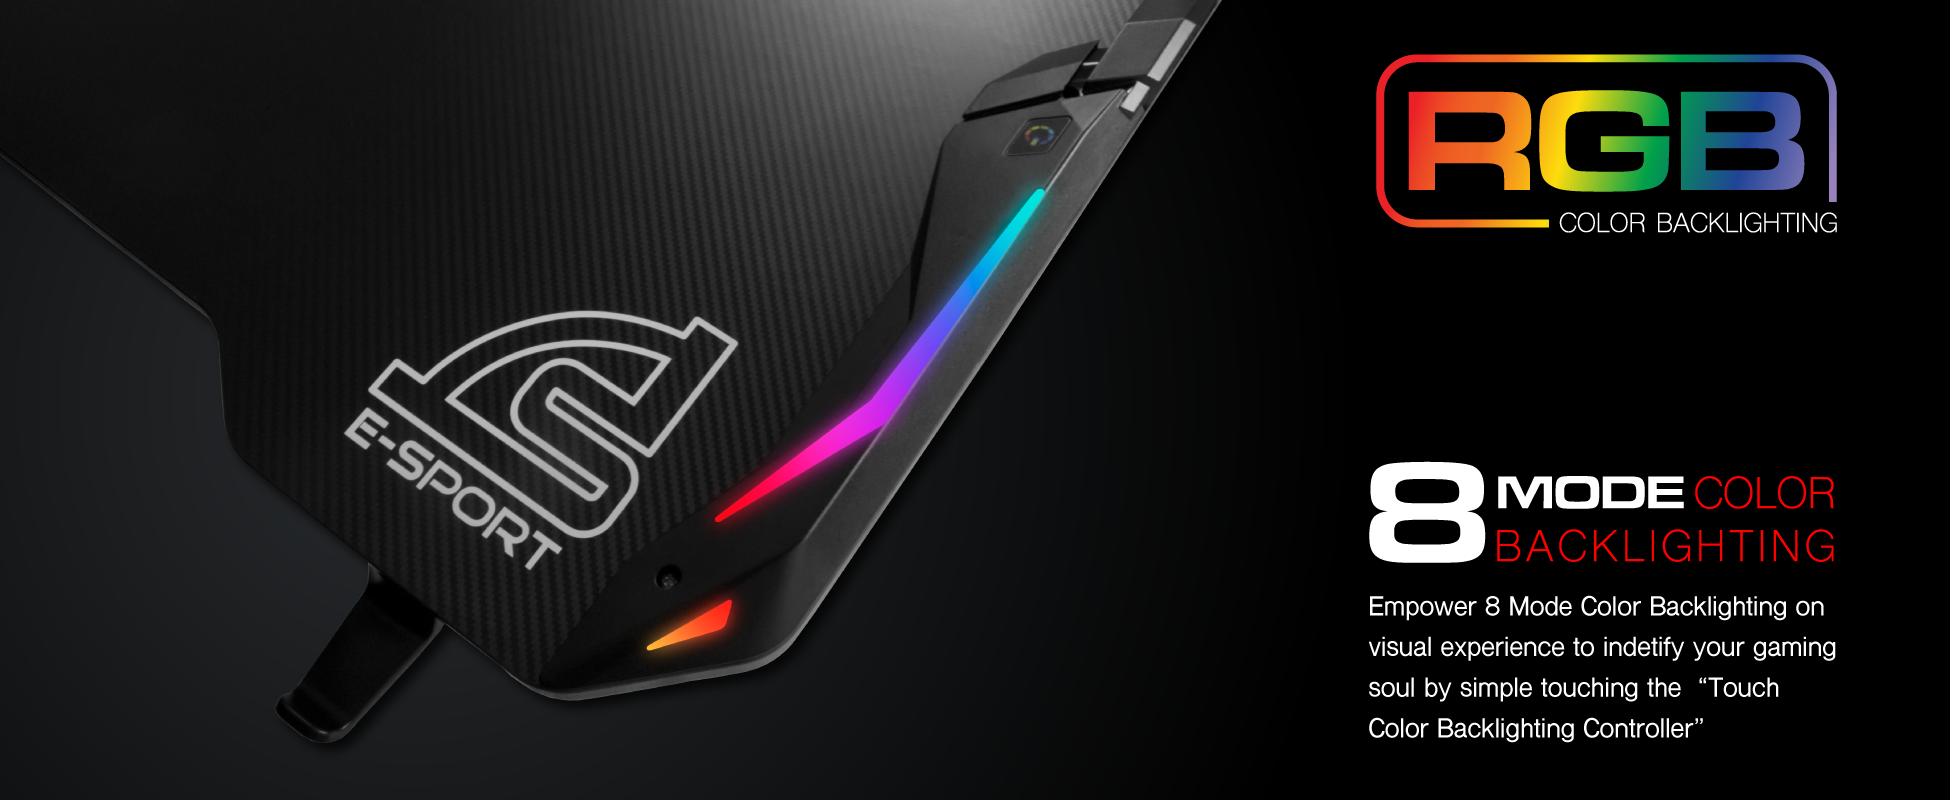 RGB
COLOR BACKLIGHTING
E-SPORT
8 MODE COLOR
BACKLIGHTING
Empower 8 Mode Color Backlighting on
visual experience to indetify your gaming
soul by simple touching the “Touch
Color Backlighting Controller”